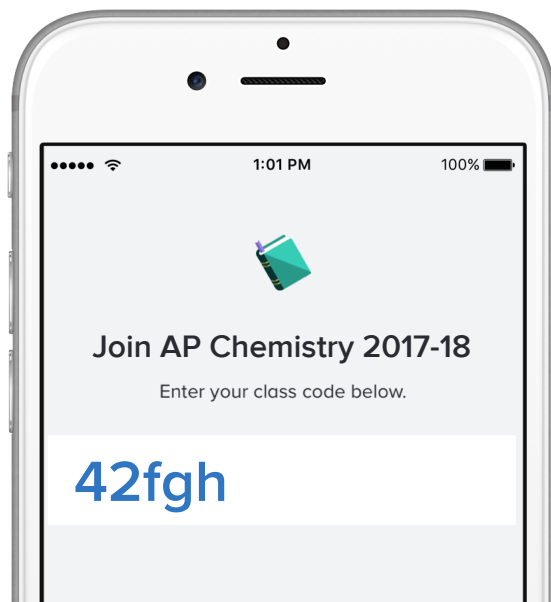 1:01 PM
100%
Join AP Chemistry 2017-18
Enter your class code below.
42fgh